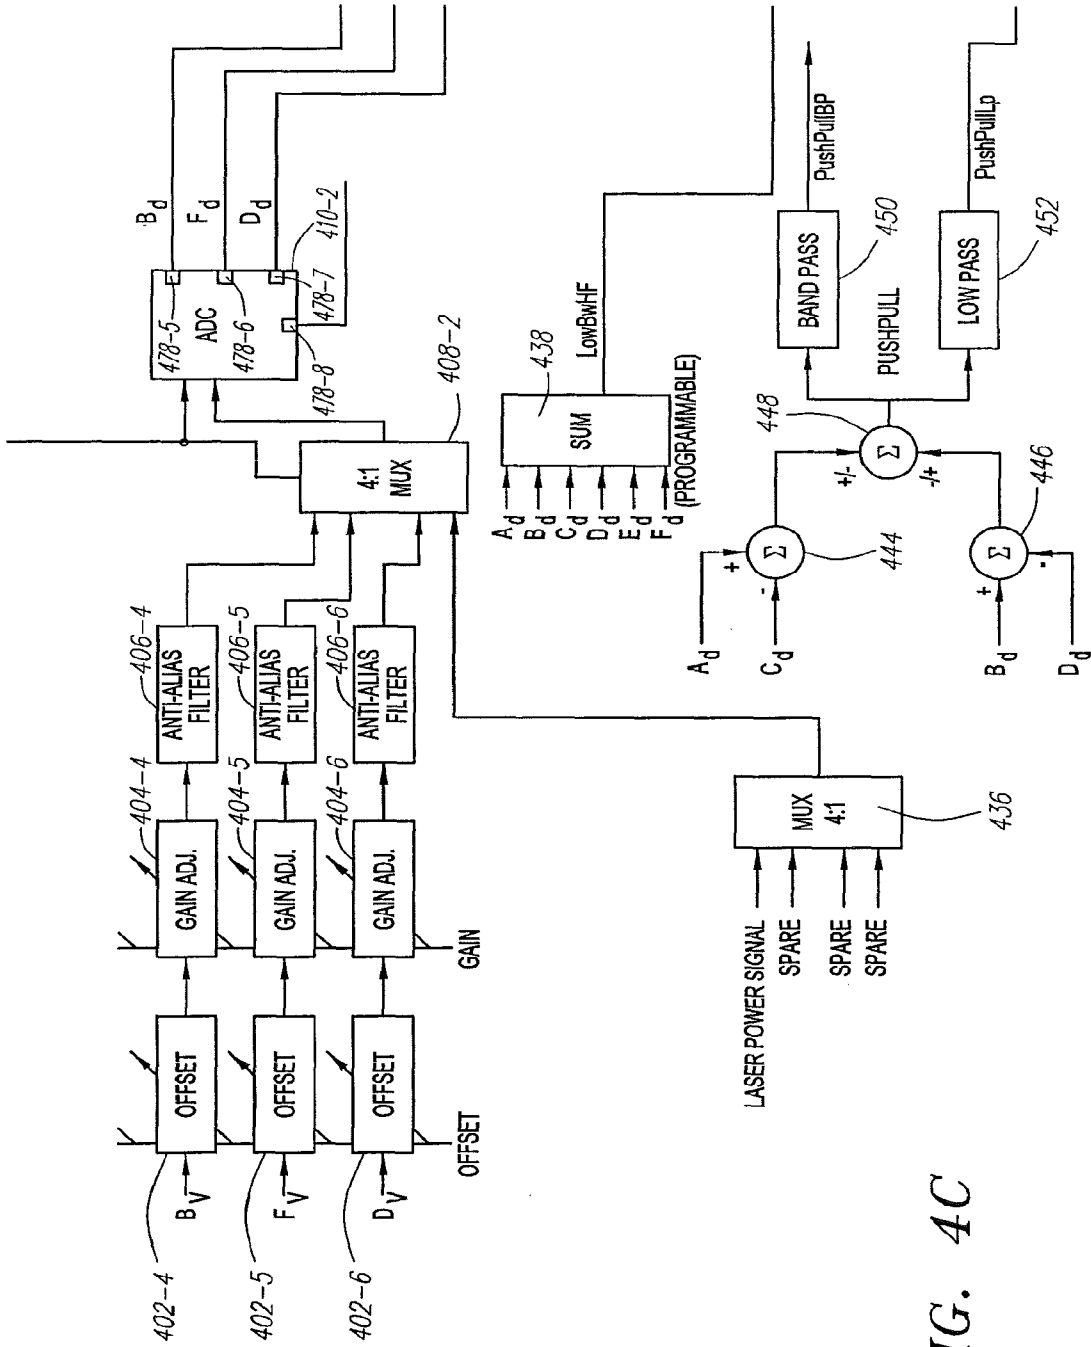 402-4
402-5
402-6
B_V
F_V
D_V
OFFSET
OFFSET
OFFSET
OFFSET
404-4
404-5
404-6
GAIN ADJ.
GAIN ADJ.
GAIN ADJ.
GAIN
406-4
406-5
406-6
ANTI-ALIAS
FILTER
ANTI-ALIAS
FILTER
ANTI-ALIAS
FILTER
4:1
MUX
408-2
ADC
478-5
478-6
478-7
478-8
410-2
B_d
F_d
D_d
LASER POWER SIGNAL
SPARE
SPARE
SPARE
MUX
4:1
436
A_d
B_d
C_d
D_d
E_d
F_d
(PROGRAMMABLE)
SUM
438
LowBwHF
A_d
C_d
B_d
D_d
+
-
+
-
Σ
444
Σ
446
+/-
-/+
Σ
448
PUSHPULL
BAND PASS
450
LOW PASS
452
PushPullBP
PushPullLp
4C